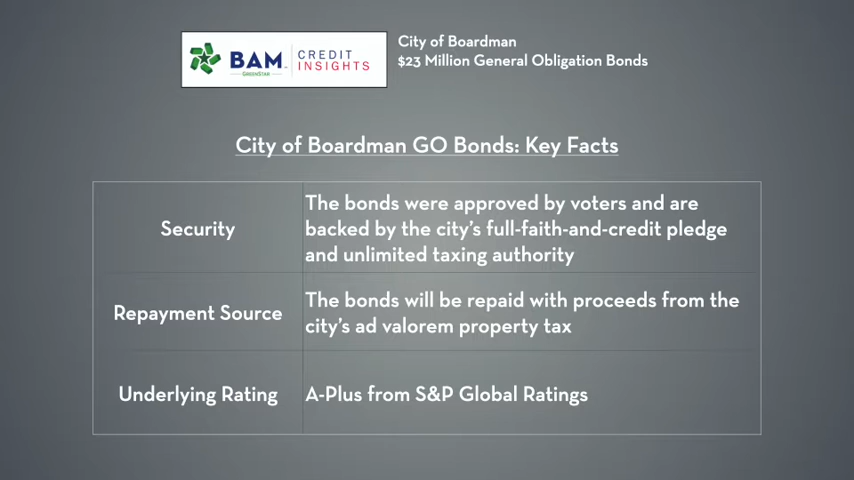 BAM
GREENSTAR
CREDIT
INSIGHTS
City of Boardman
$23 Million General Obligation Bonds
City of Boardman GO Bonds: Key Facts
Security
The bonds were approved by voters and are
backed by the city's full-faith-and-credit pledge
and unlimited taxing authority
Repayment Source
The bonds will be repaid with proceeds from the
city's ad valorem property tax
Underlying Rating
A-Plus from S&P Global Ratings